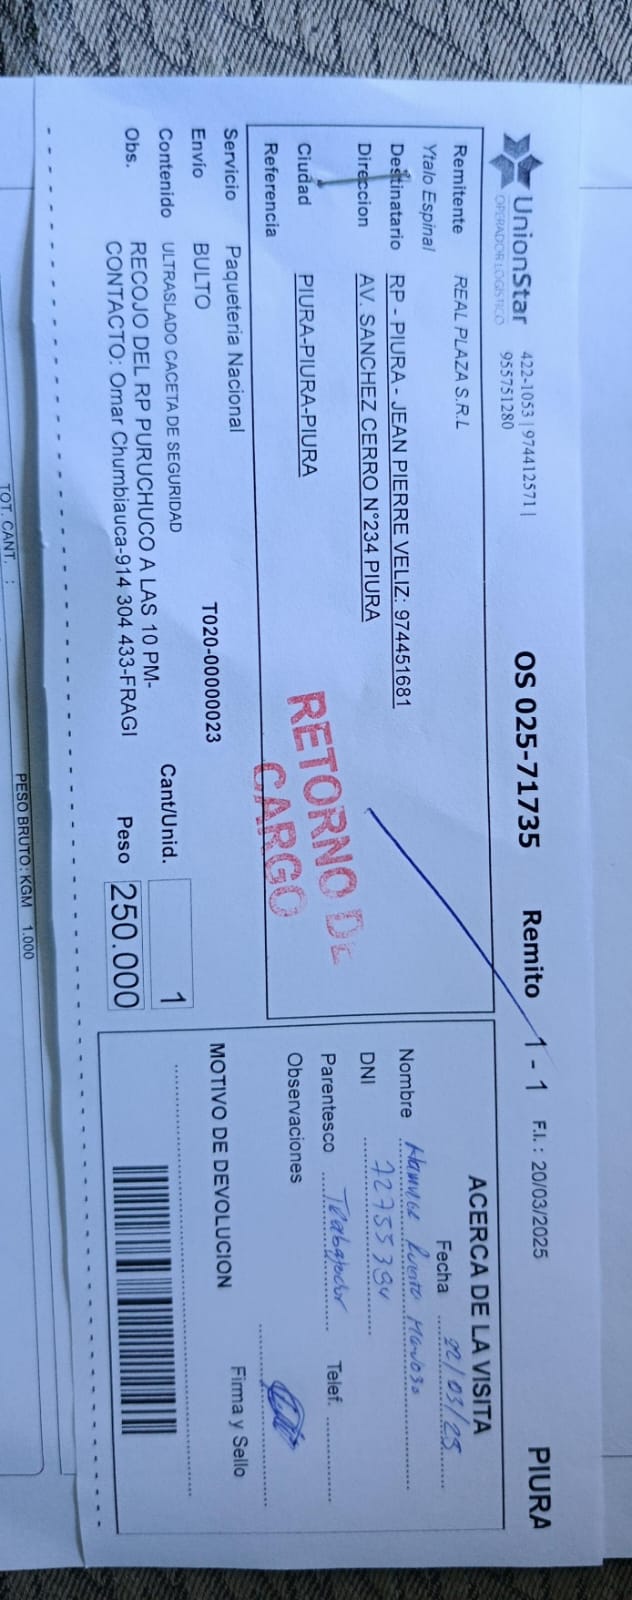 UnionStar
OPERADOR LOGISTICO
422-1053 | 974412571 |
955751280
OS 025-71735
Remito 1 - 1
F.I.: 20/03/2025
PIURA
Remitente REAL PLAZA S.R.L
Ytalo Espinal
Destinatario RP - PIURA - JEAN PIERRE VELIZ: 974451681
Direccion AV. SANCHEZ CERRO N°234 PIURA
Ciudad PIURA-PIURA-PIURA
Referencia
RETORNO DE
CARGO
Servicio Paqueteria Nacional
Envío BULTO T020-00000023
Contenido ULTRASLADO CACETA DE SEGURIDAD
Cant/Unid. 1
Obs. RECOJO DEL RP PURUCHUCO A LAS 10 PM-
CONTACTO: Omar Chumbiauca-914 304 433-FRAGI
Peso 250.000
ACERCA DE LA VISITA
Fecha 22/03/25
Nombre
DNI 72755394
Parentesco Trabajador Telef.
Observaciones
Firma y Sello
MOTIVO DE DEVOLUCION
PESO BRUTO: KGM 1.000
TOT. CANT. :